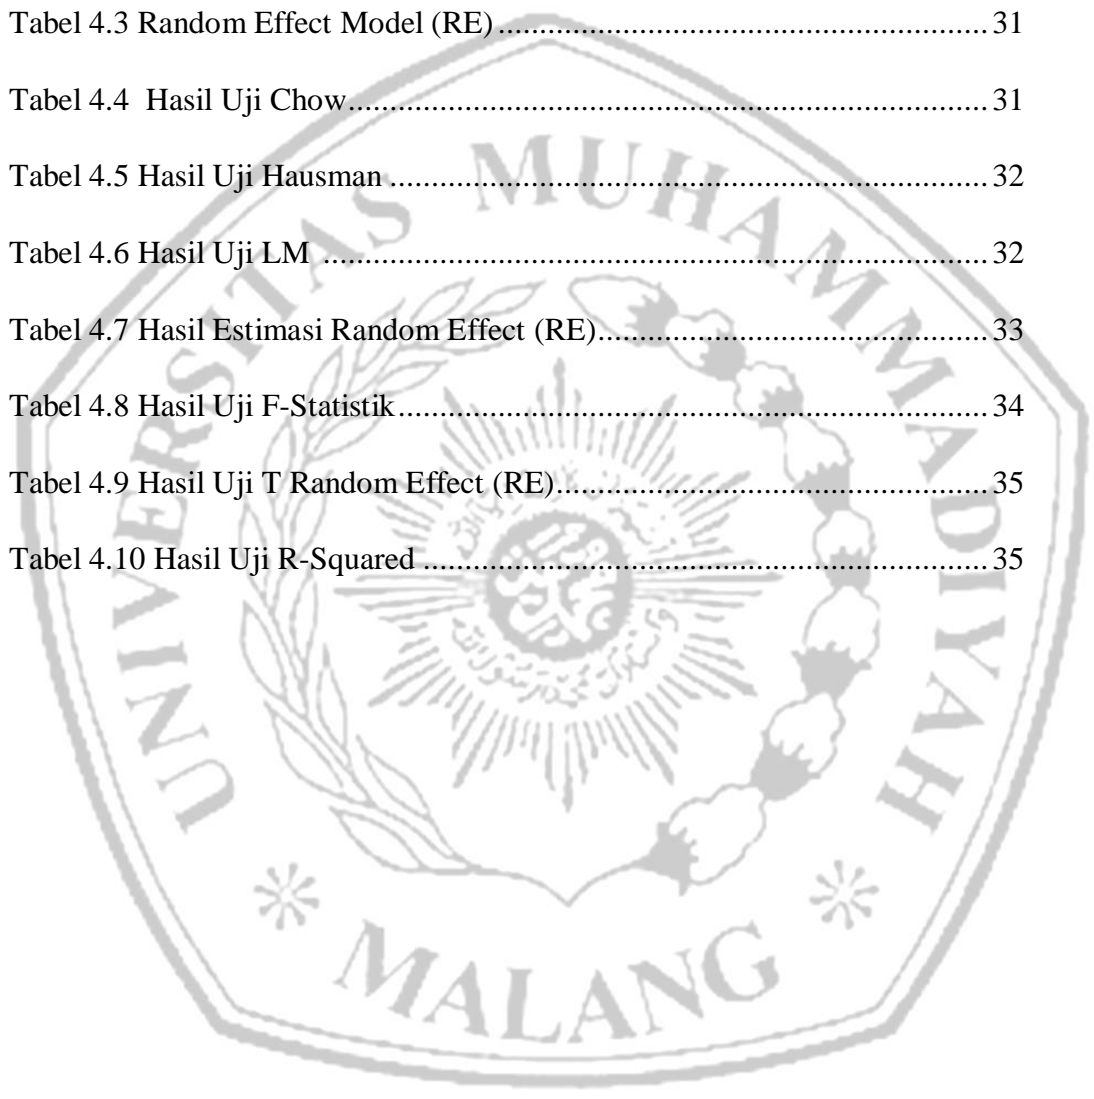 Tabel 4.3 Random Effect Model (RE) ............................................................. 31
Tabel 4.4  Hasil Uji Chow................................................................................ 31
Tabel 4.5 Hasil Uji Hausman .......................................................................... 32
Tabel 4.6 Hasil Uji LM  .................................................................................. 32
Tabel 4.7 Hasil Estimasi Random Effect (RE)................................................ 33
Tabel 4.8 Hasil Uji F-Statistik......................................................................... 34
Tabel 4.9 Hasil Uji T Random Effect (RE)..................................................... 35
Tabel 4.10 Hasil Uji R-Squared ...................................................................... 35
UNIVERSITAS MUHAMMADIYAH
* MALANG *